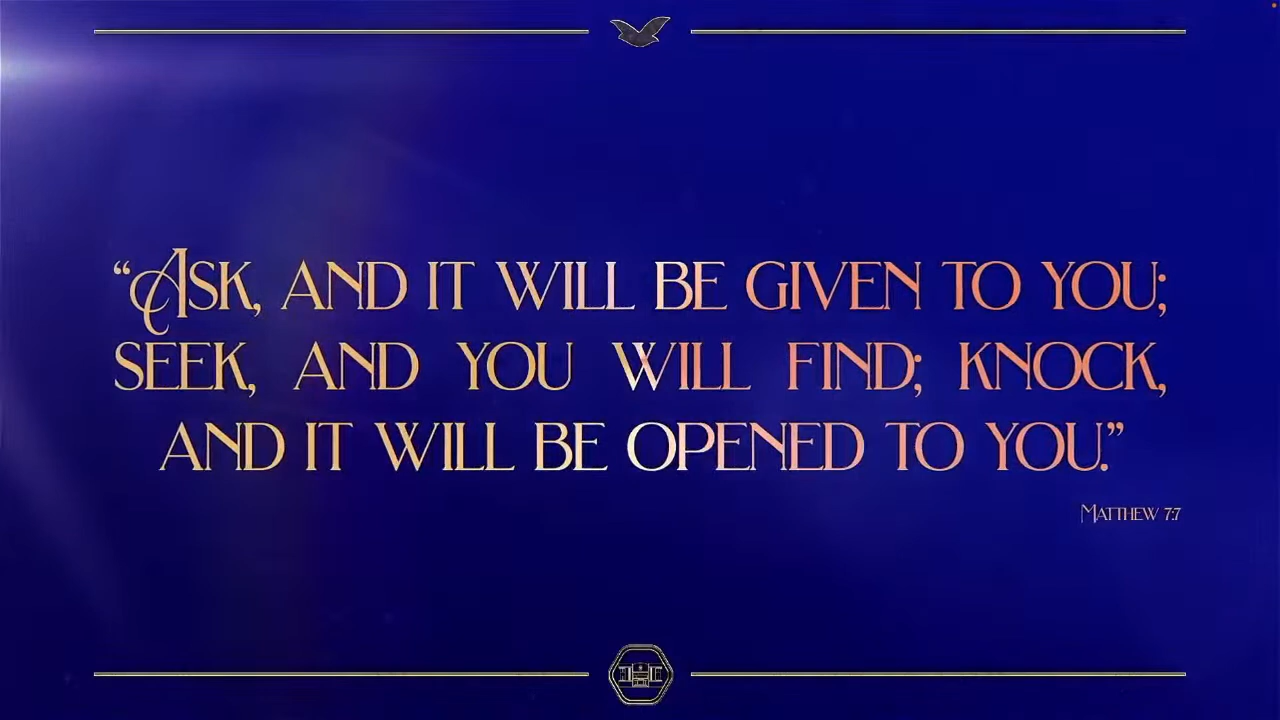 “Ask, AND IT WILL BE GIVEN TO YOU;
SEEK, AND YOU WILL FIND; KNOCK,
AND IT WILL BE OPENED TO YOU.”
MATTHEW 7:7